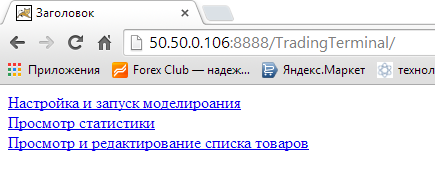 Заголовок
50.50.0.106:8888/TradingTerminal/
Приложения Forex Club — надеж... Яндекс.Маркет технол
Настройка и запуск моделироания
Просмотр статистики
Просмотр и редактирование списка товаров